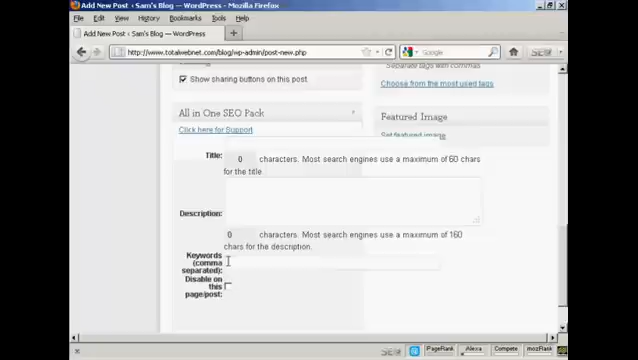 Add New Post ‹ Sam's Blog — WordPress - Mozilla Firefox
File Edit View History Bookmarks Tools Help
Add New Post ‹ Sam's Blog — WordPress
http://www.totalwebnet.com/blog/wp-admin/post-new.php
Google
Separate tags with commas
Show sharing buttons on this post.
Choose from the most used tags
All in One SEO Pack
Featured Image
Click here for Support
Set featured image
Title:
0 characters. Most search engines use a maximum of 60 chars
for the title
Description:
0 characters. Most search engines use a maximum of 160
chars for the description.
Keywords
(comma
separated):
Disable on
this
page/post:
PageRank Alexa Compete mozRank